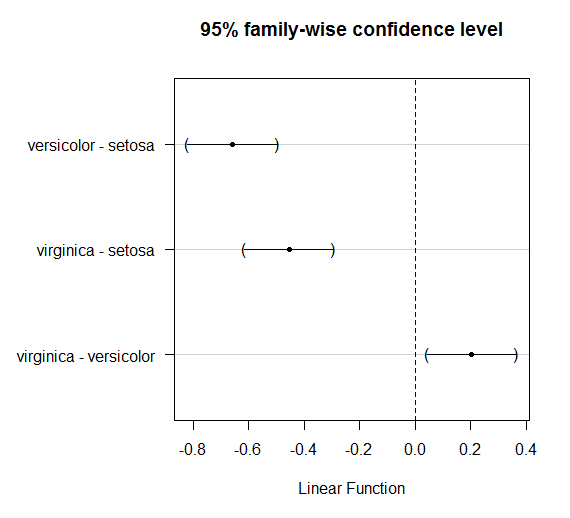 95% family-wise confidence level
versicolor - setosa
virginica - setosa
virginica - versicolor
-0.8 -0.6 -0.4 -0.2 0.0 0.2 0.4
Linear Function